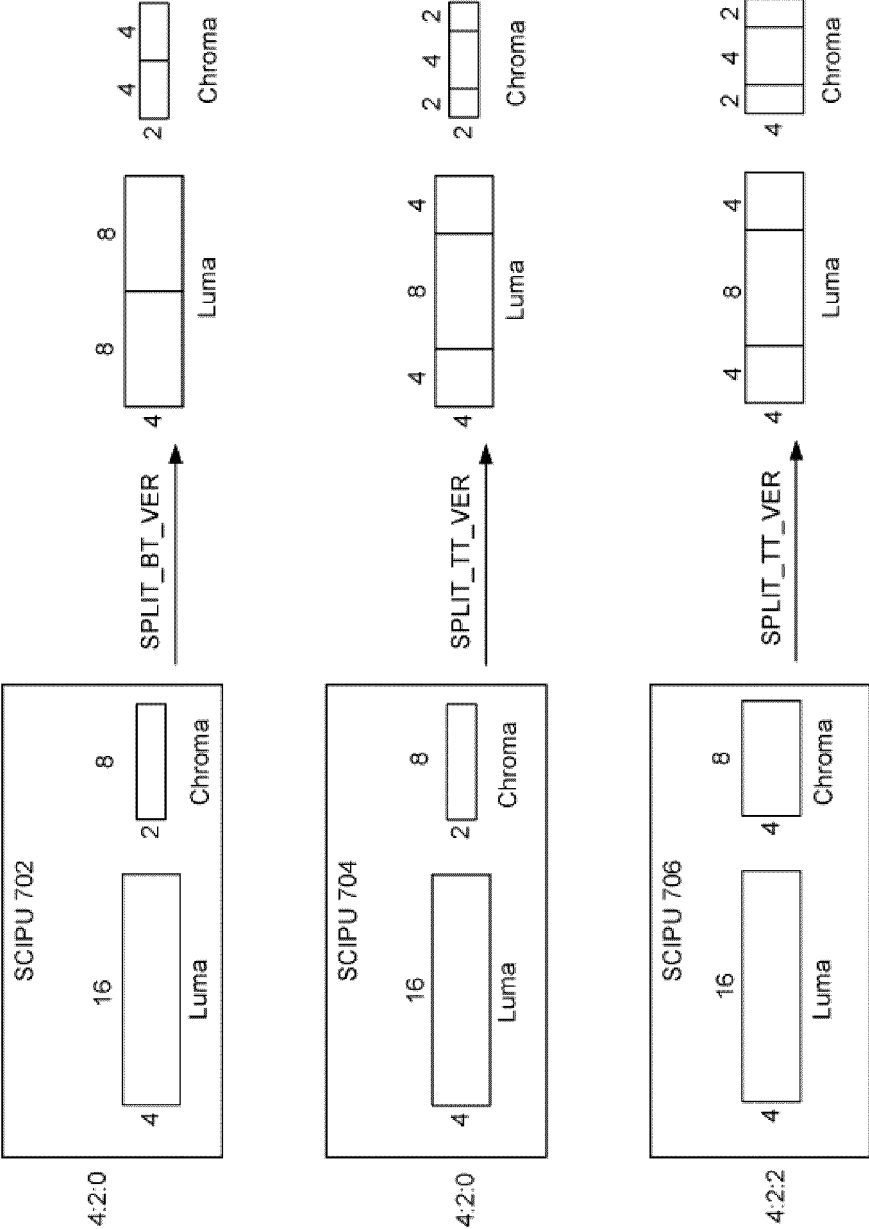 4:2:0
SCIPU 702
16
4
Luma
8
2
Chroma
SPLIT_BT_VER
8
8
4
Luma
4
4
2
Chroma
4:2:0
SCIPU 704
16
4
Luma
8
2
Chroma
SPLIT_TT_VER
4
8
4
4
Luma
2
4
2
2
Chroma
4:2:2
SCIPU 706
16
4
Luma
8
4
Chroma
SPLIT_TT_VER
4
8
4
4
Luma
2
4
2
4
Chroma